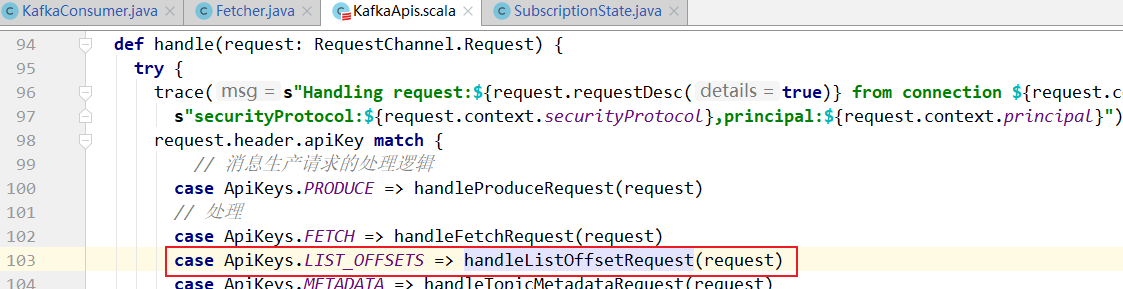 KafkaConsumer.java × Fetcher.java × KafkaApis.scala × SubscriptionState.java ×
94 def handle(request: RequestChannel.Request) {
95 try {
96 trace( msg = s"Handling request:${request.requestDesc( details = true)} from connection ${request.co
97 s"securityProtocol:${request.context.securityProtocol},principal:${request.context.principal}")
98 request.header.apiKey match {
99 // 消息生产请求的处理逻辑
100 case ApiKeys.PRODUCE => handleProduceRequest(request)
101 // 处理
102 case ApiKeys.FETCH => handleFetchRequest(request)
103 case ApiKeys.LIST_OFFSETS => handleListOffsetRequest(request)
104 case ApiKeys.METADATA => handleTopicMetadataRequest(request)